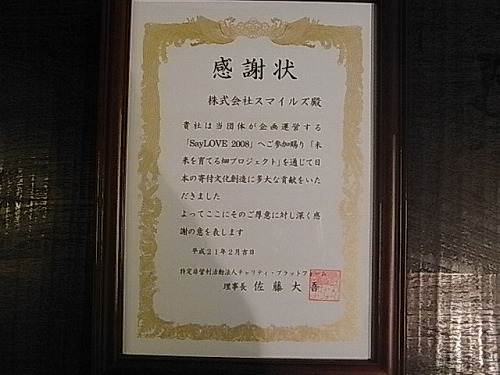 感謝状
株式会社スマイルズ殿
貴社は当団体が企画運営する
「SayLOVE 2008」へご参加賜り「未
来を育てる畑プロジェクト」を通じて日
本の寄付文化創造に多大な貢献をいた
だきました
よってここにそのご厚意に対し深く感
謝の意を表します
平成21年2月吉日
特定非営利活動法人チャリティ・プラットフォーム
理事長 佐藤大吾